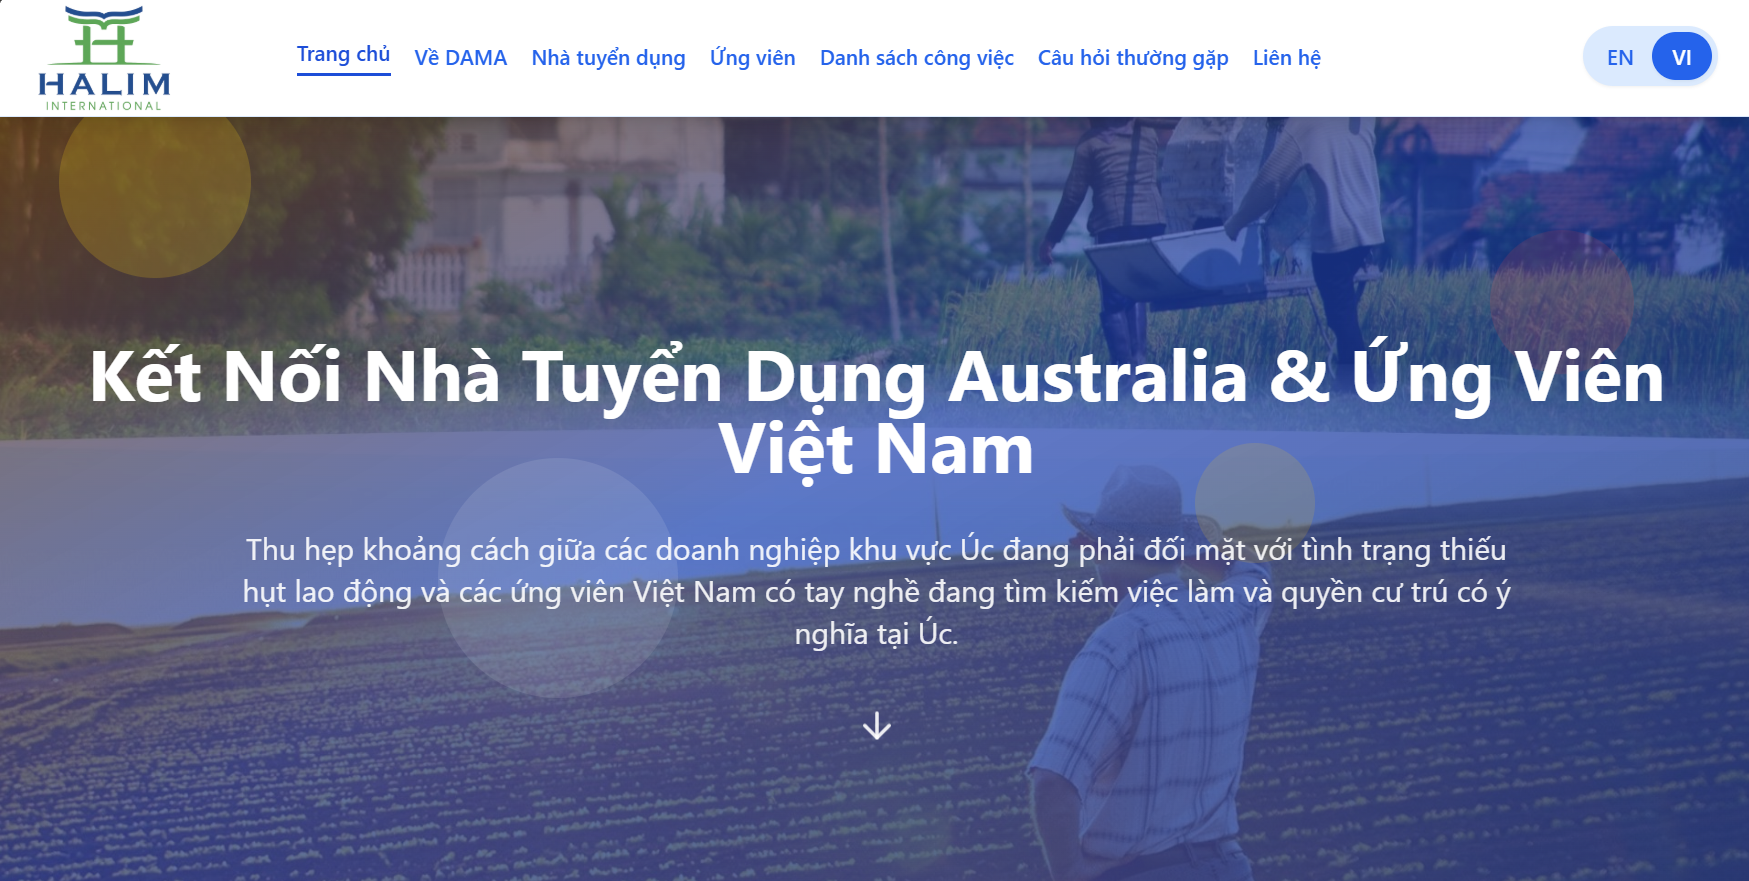 HALIM
INTERNATIONAL
Trang chủ Về DAMA Nhà tuyển dụng Ứng viên Danh sách công việc Câu hỏi thường gặp Liên hệ EN VI
Kết Nối Nhà Tuyển Dụng Australia & Ứng Viên
Việt Nam
Thu hẹp khoảng cách giữa các doanh nghiệp khu vực Úc đang phải đối mặt với tình trạng thiếu
hụt lao động và các ứng viên Việt Nam có tay nghề đang tìm kiếm việc làm và quyền cư trú có ý
nghĩa tại Úc.